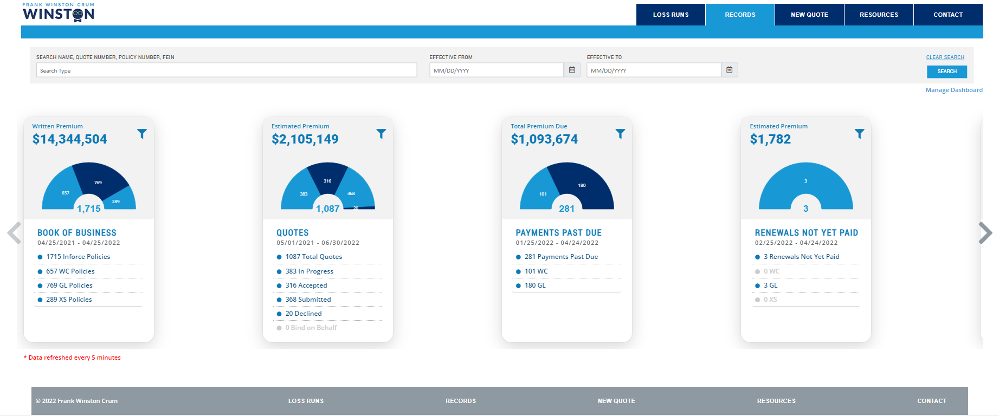 FRANK WINSTON CRUM
WINSTON
LOSS RUNS
RECORDS
NEW QUOTE
RESOURCES
CONTACT
SEARCH NAME, QUOTE NUMBER, POLICY NUMBER, FEIN
Search Type
EFFECTIVE FROM
MM/DD/YYYY
EFFECTIVE TO
MM/DD/YYYY
CLEAR SEARCH
SEARCH
Manage Dashboard
Written Premium
$14,344,504
657
769
289
1,715
BOOK OF BUSINESS
04/25/2021 - 04/25/2022
1715 Inforce Policies
657 WC Policies
769 GL Policies
289 XS Policies
Estimated Premium
$2,105,149
383
316
368
20
1,087
QUOTES
05/01/2021 - 06/30/2022
1087 Total Quotes
383 In Progress
316 Accepted
368 Submitted
20 Declined
0 Bind on Behalf
Total Premium Due
$1,093,674
101
180
281
PAYMENTS PAST DUE
01/25/2022 - 04/24/2022
281 Payments Past Due
101 WC
180 GL
Estimated Premium
$1,782
3
3
RENEWALS NOT YET PAID
02/25/2022 - 04/24/2022
3 Renewals Not Yet Paid
0 WC
3 GL
0 XS
* Data refreshed every 5 minutes
© 2022 Frank Winston Crum
LOSS RUNS
RECORDS
NEW QUOTE
RESOURCES
CONTACT